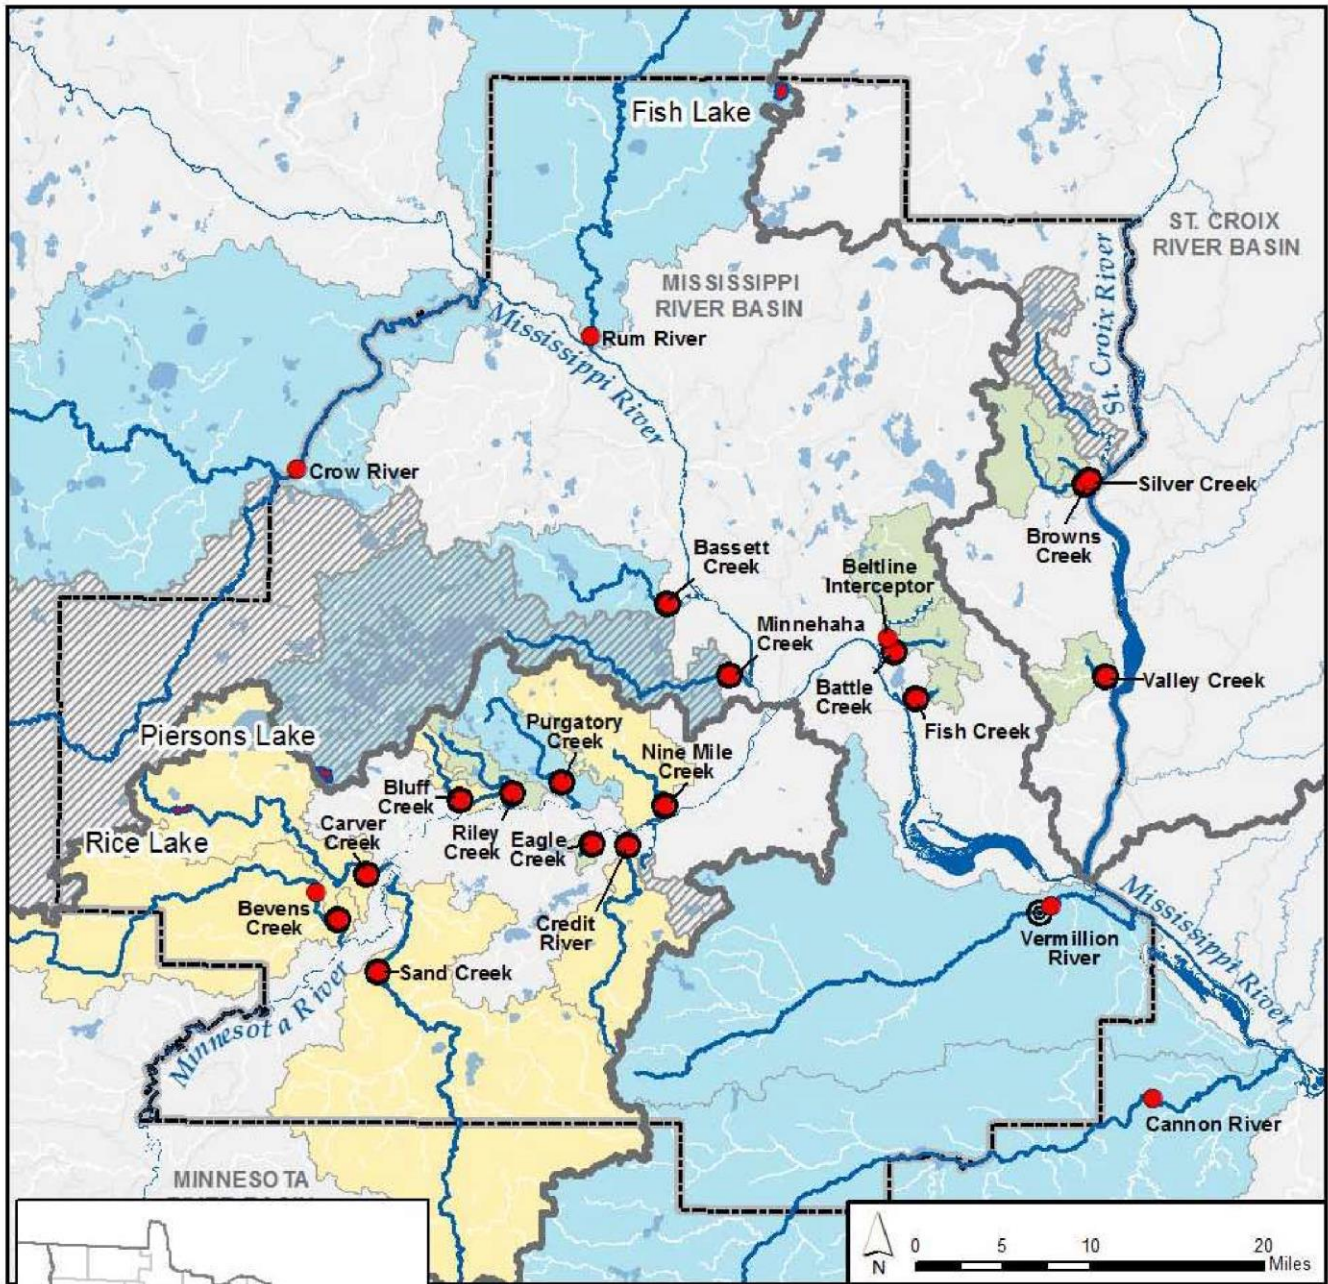 Fish Lake
ST. CROIX
RIVER BASIN
St. Croix River
MISSISSIPPI
RIVER BASIN
Mississippi River
Rum River
Crow River
Silver Creek
Browns
Creek
Bassett
Creek
Beltline
Interceptor
Minnehaha
Creek
Battle
Creek
Valley Creek
Fish Creek
Piersons Lake
Purgatory
Creek
Nine Mile
Creek
Bluff
Creek
Riley
Creek
Eagle
Creek
Rice Lake
Carver
Creek
Bevens
Creek
Credit
River
Sand Creek
Minnesota River
Vermillion
River
Mississippi River
Cannon River
MINNESOTA
RIVER BASIN
N
0 5 10 20
Miles